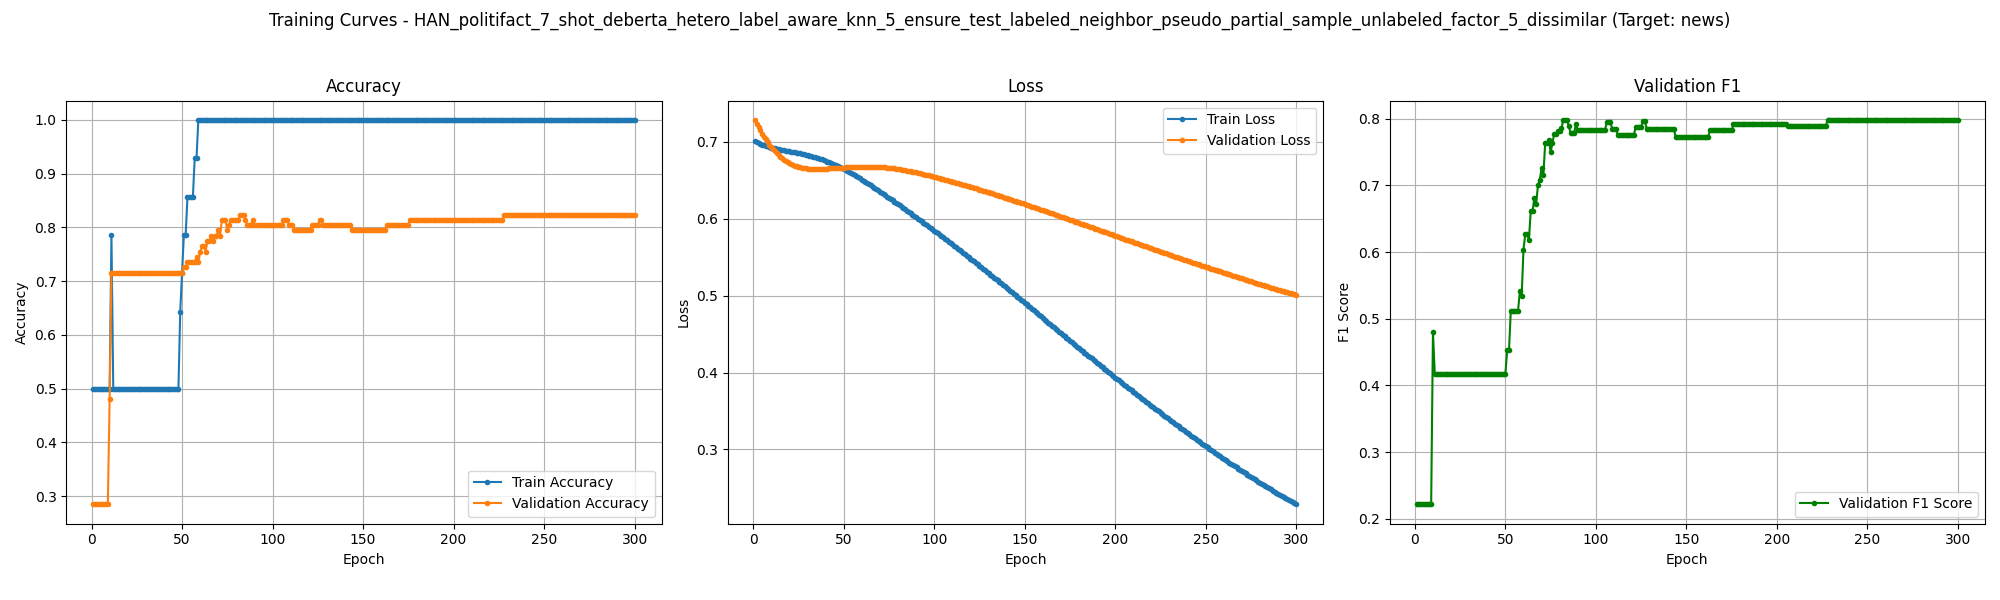 Training Curves - HAN_politifact_7_shot_deberta_hetero_label_aware_knn_5_ensure_test_labeled_neighbor_pseudo_partial_sample_unlabeled_factor_5_dissimilar (Target: news)
Accuracy
1.0
0.9
0.8
0.7
0.6
0.5
0.4
0.3
Accuracy
0
50
100
150
200
250
300
Epoch
Train Accuracy
Validation Accuracy
Loss
0.7
0.6
0.5
0.4
0.3
Loss
0
50
100
150
200
250
300
Epoch
Train Loss
Validation Loss
Validation F1
0.8
0.7
0.6
0.5
0.4
0.3
0.2
F1 Score
0
50
100
150
200
250
300
Epoch
Validation F1 Score